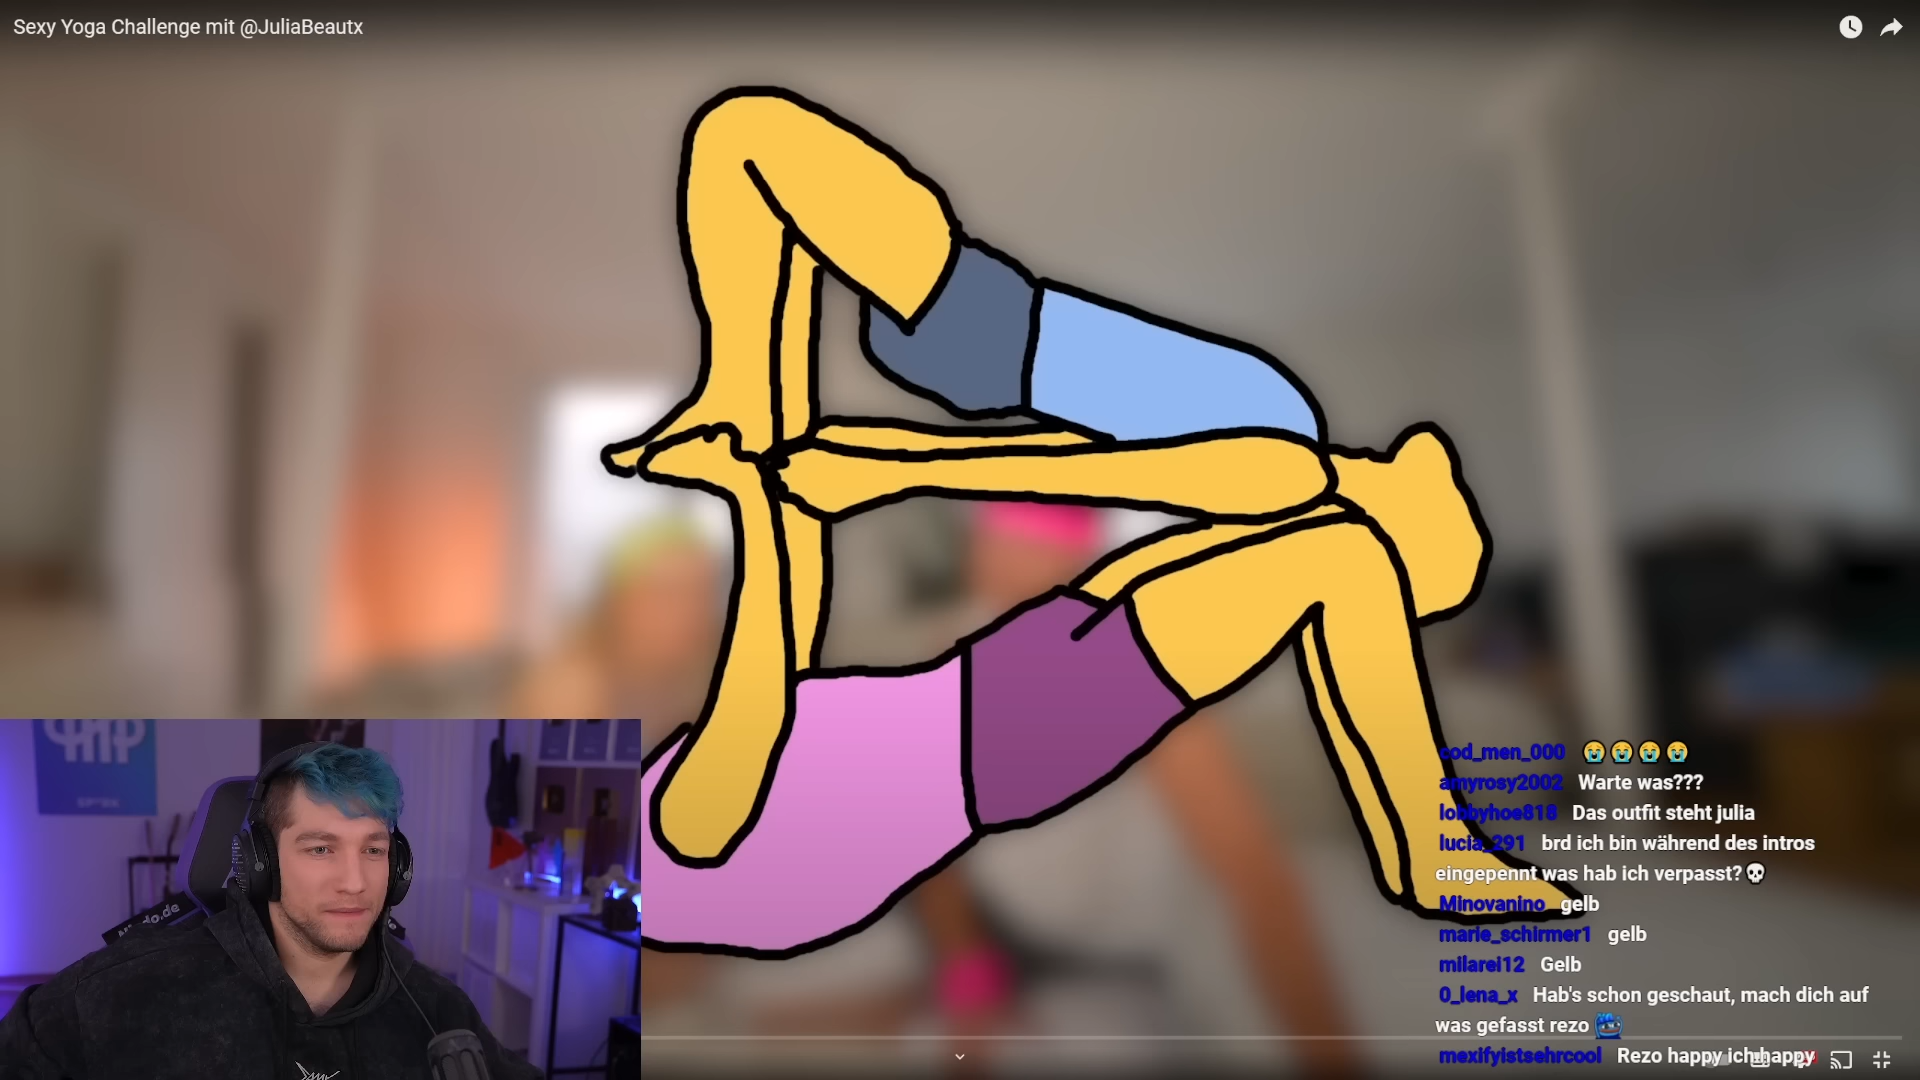 Sexy Yoga Challenge mit @JuliaBeautx
cod_men_000 😭😭😭😭
amyrosy2002 Warte was???
lobbyhoe818 Das outfit steht julia
lucia_291 brd ich bin während des intros
eingepennt was hab ich verpasst?💀
Minovanino gelb
marie_schirmer1 gelb
milarei12 Gelb
0_lena_x Hab's schon geschaut, mach dich auf
was gefasst rezo
mexifyistsehrcool Rezo happy ichhappy
do.de